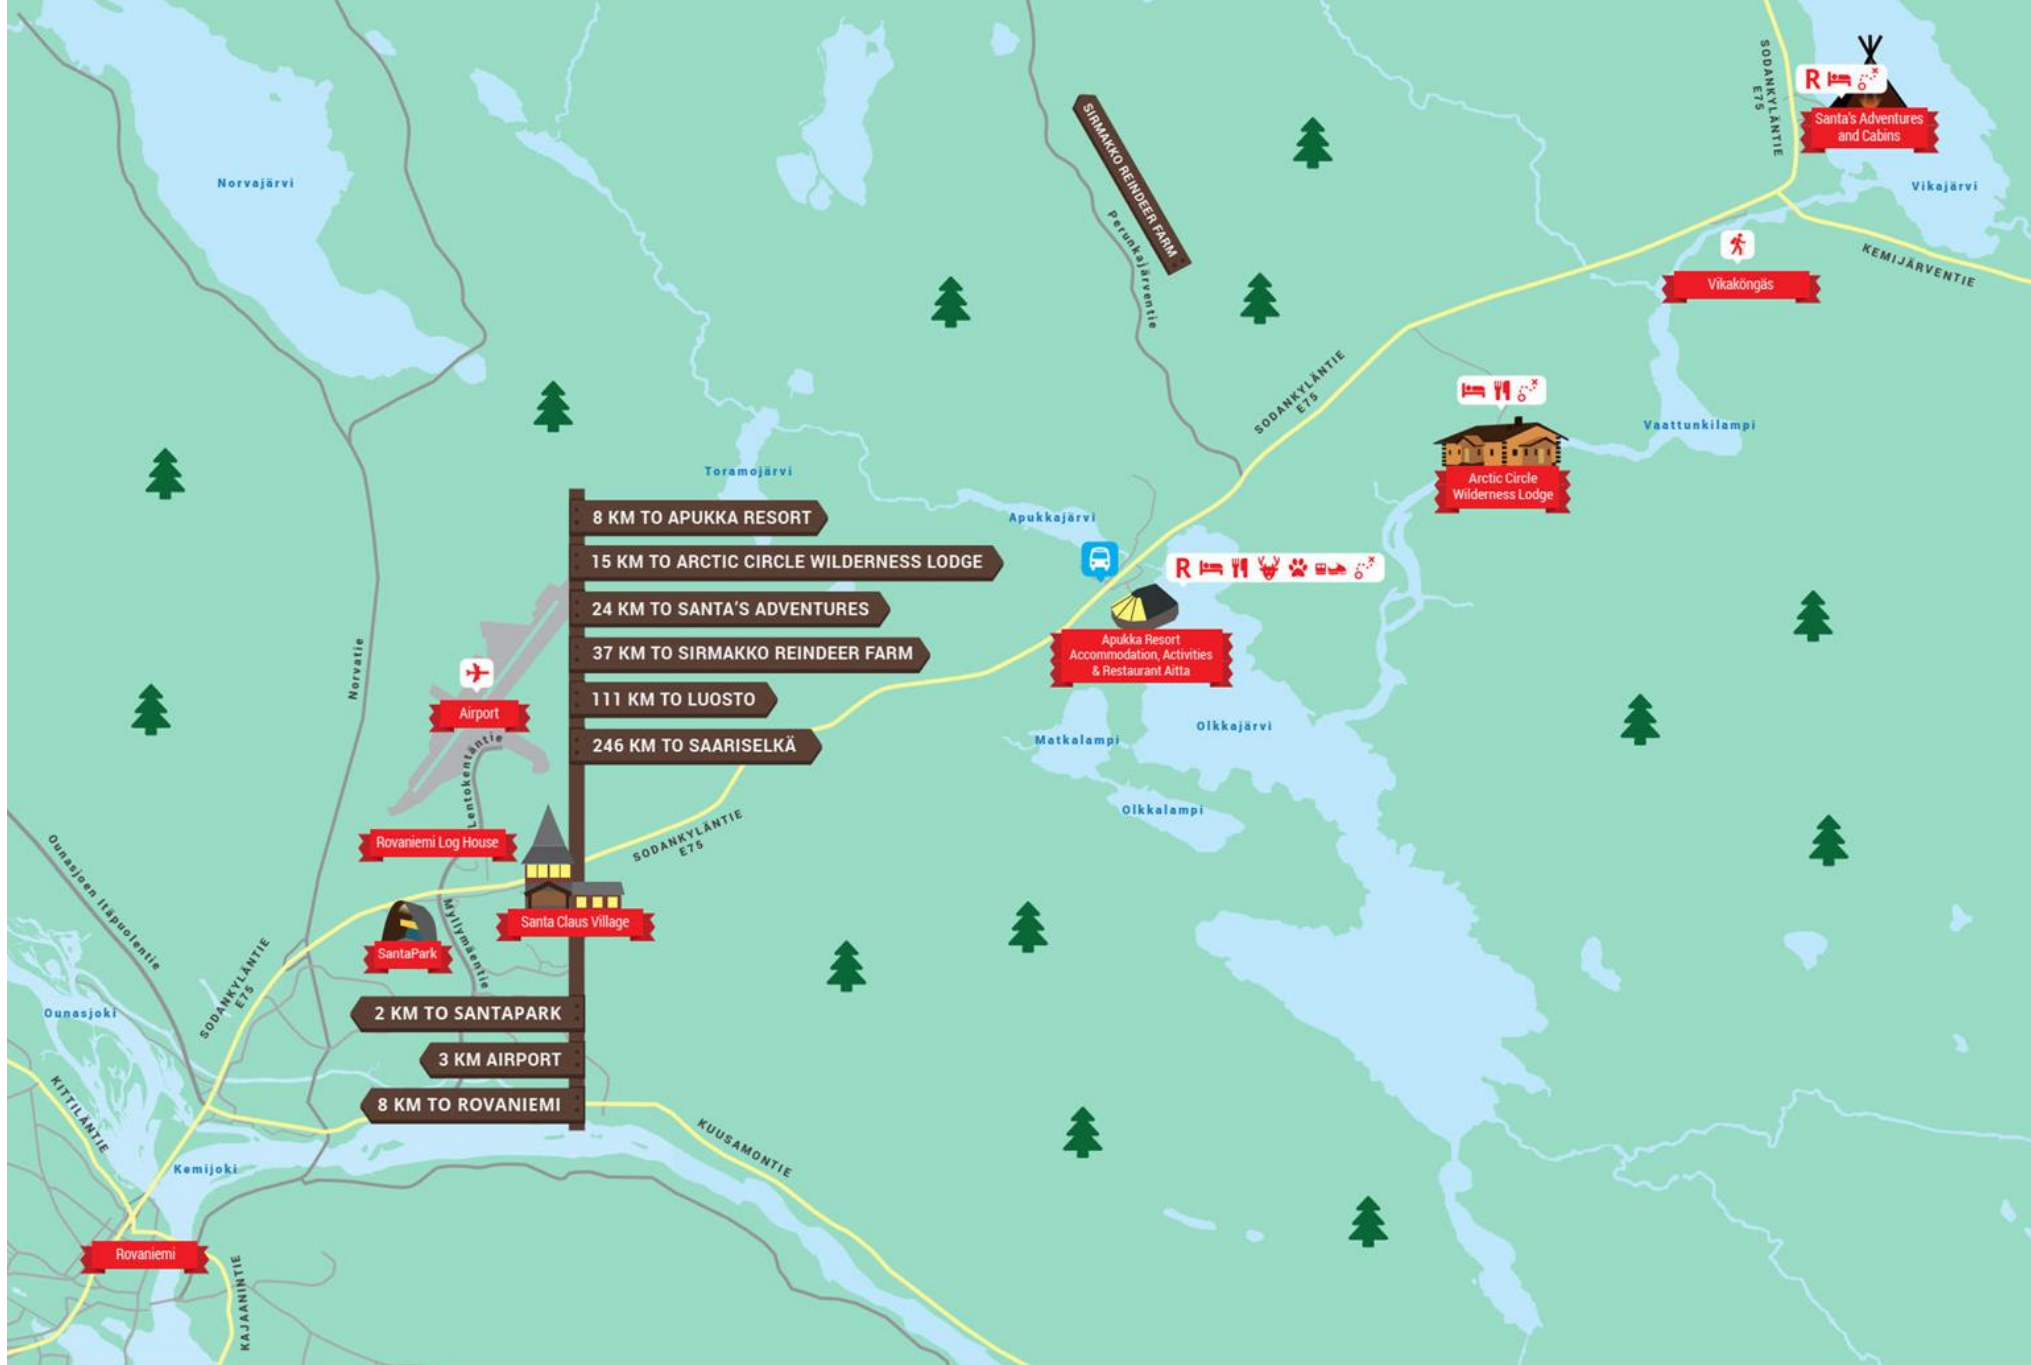 SODANKYLÄNTIE
E75
R
Santa's Adventures
and Cabins
SIRMAKKO REINDEER FARM
Norvajärvi
Vikajärvi
Perunkajärventie
KEMIJÄRVENTIE
Vikaköngäs
SODANKYLÄNTIE
E75
Vaattunkilampi
Toramojärvi
Arctic Circle
Wilderness Lodge
8 KM TO APUKKA RESORT
Apukkajärvi
15 KM TO ARCTIC CIRCLE WILDERNESS LODGE
R
24 KM TO SANTA'S ADVENTURES
37 KM TO SIRMAKKO REINDEER FARM
Apukka Resort
Accommodation, Activities
& Restaurant Aitta
Norvatie
111 KM TO LUOSTO
Airport
Olkkajärvi
Matkalampi
246 KM TO SAARISELKÄ
Lentokentäntie
Olkkalampi
Rovaniemi Log House
SODANKYLÄNTIE
E75
Ounasjoen Itäpuolentie
Santa Claus Village
Myllymäentie
SantaPark
SODANKYLÄNTIE
E75
Ounasjoki
2 KM TO SANTAPARK
3 KM AIRPORT
8 KM TO ROVANIEMI
KITTILÄNTIE
KUUSAMONTIE
Kemijoki
Rovaniemi
KAJAANINTIE